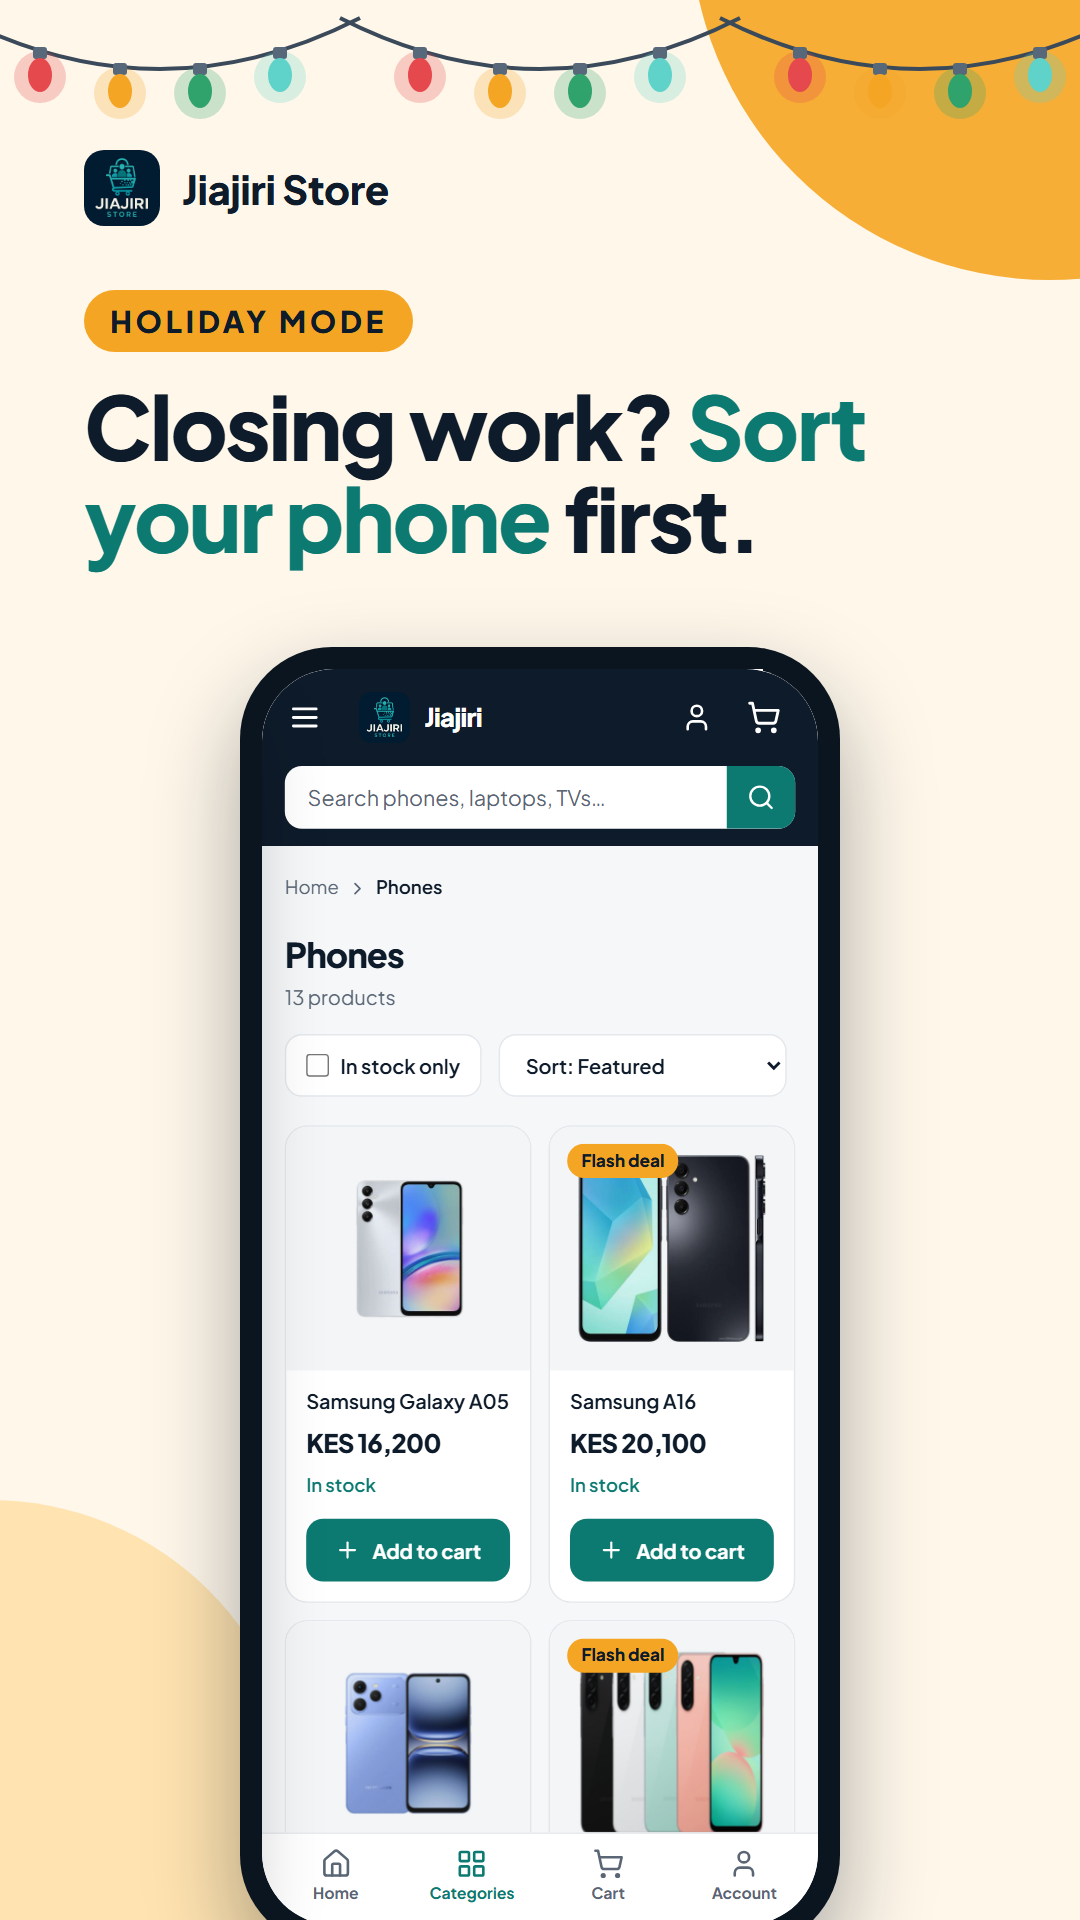 JIAJIRI
STORE
Jiajiri Store
HOLIDAY MODE
Closing work? Sort
your phone first.
JIAJIRI
STORE
Jiajiri
Search phones, laptops, TVs...
Home > Phones
Phones
13 products
In stock only
Sort: Featured
Flash deal
Samsung Galaxy A05
KES 16,200
In stock
+ Add to cart
Samsung A16
KES 20,100
In stock
+ Add to cart
Flash deal
Home
Categories
Cart
Account